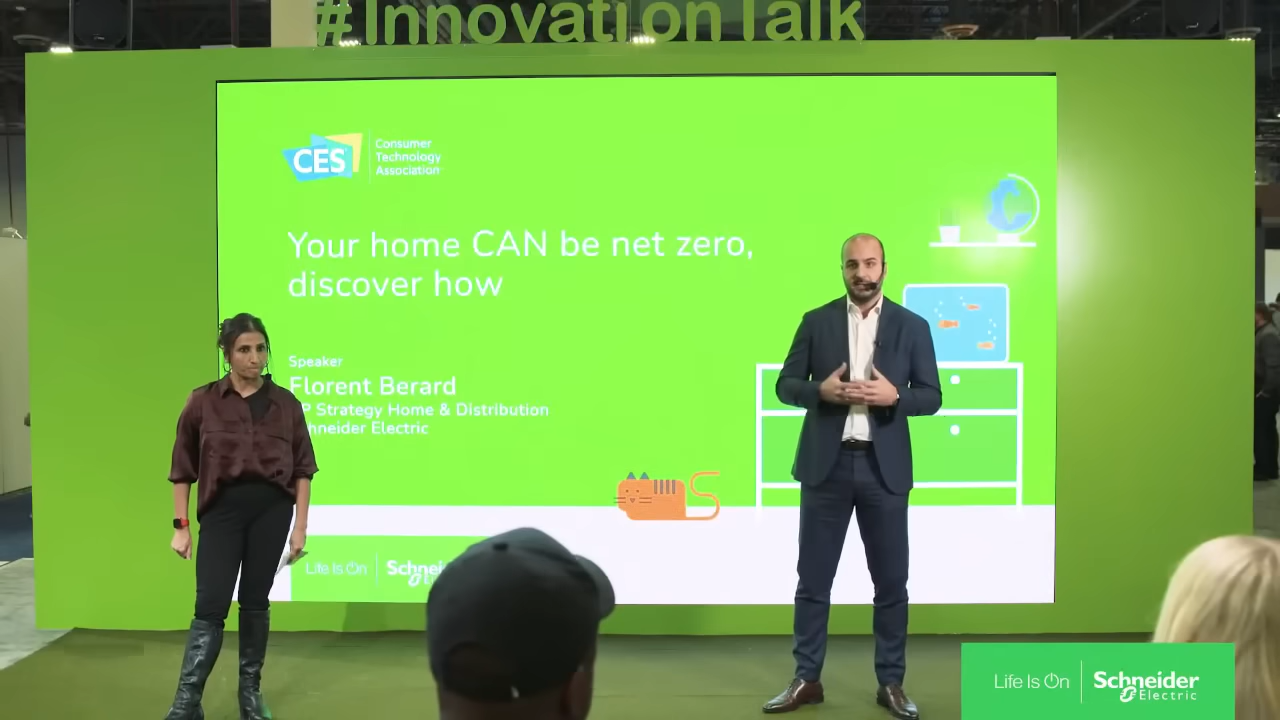 #InnovationTalk
CES
Consumer
Technology
Association
Your home CAN be net zero,
discover how
Speaker
Florent Berard
Strategy Home & Distribution
Electric
Life Is On
Life Is On
Schneider
Electric